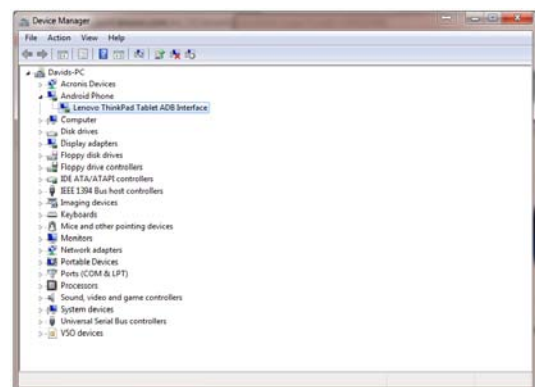 Device Manager
File Action View Help
Davids-PC
Acronis Devices
Android Phone
Lenovo ThinkPad Tablet ADB Interface
Computer
Disk drives
Display adapters
Floppy disk drives
Floppy drive controllers
IDE ATA/ATAPI controllers
IEEE 1394 Bus host controllers
Imaging devices
Keyboards
Mice and other pointing devices
Monitors
Network adapters
Portable Devices
Ports (COM & LPT)
Processors
Sound, video and game controllers
System devices
Universal Serial Bus controllers
VSO devices